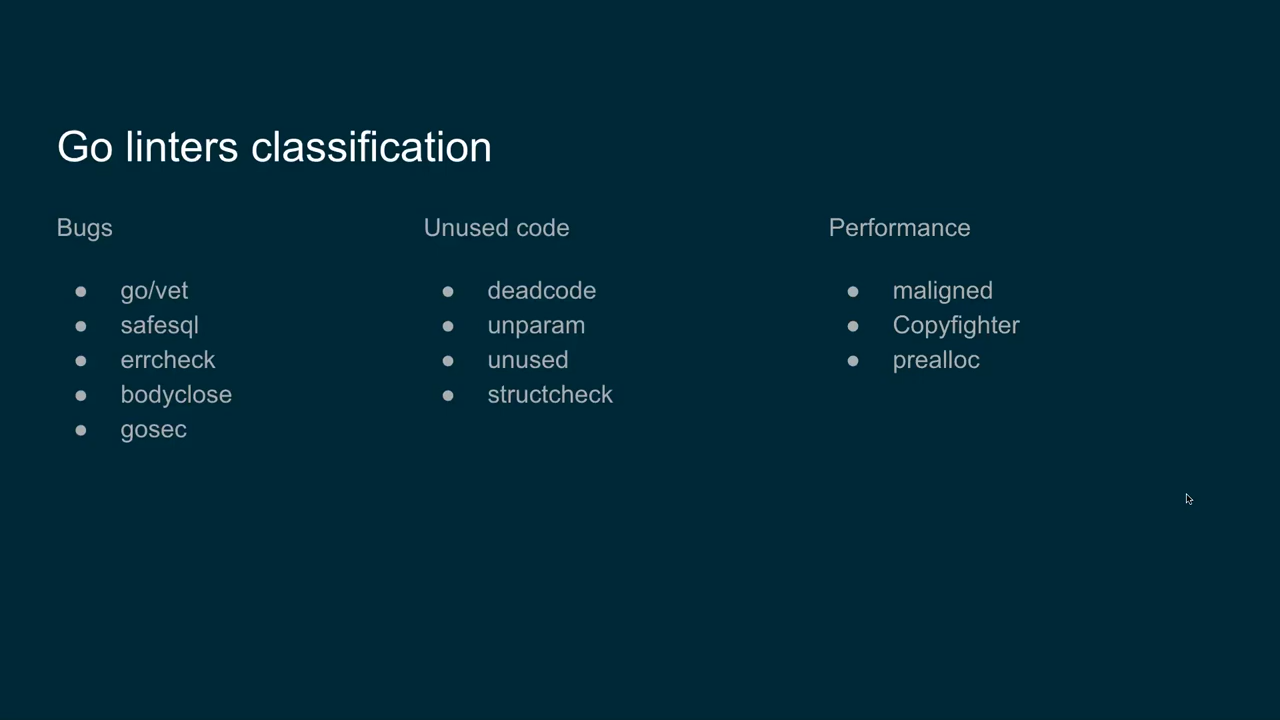 Go linters classification
Bugs
● go/vet
● safesql
● errcheck
● bodyclose
● gosec
Unused code
● deadcode
● unparam
● unused
● structcheck
Performance
● maligned
● Copyfighter
● prealloc